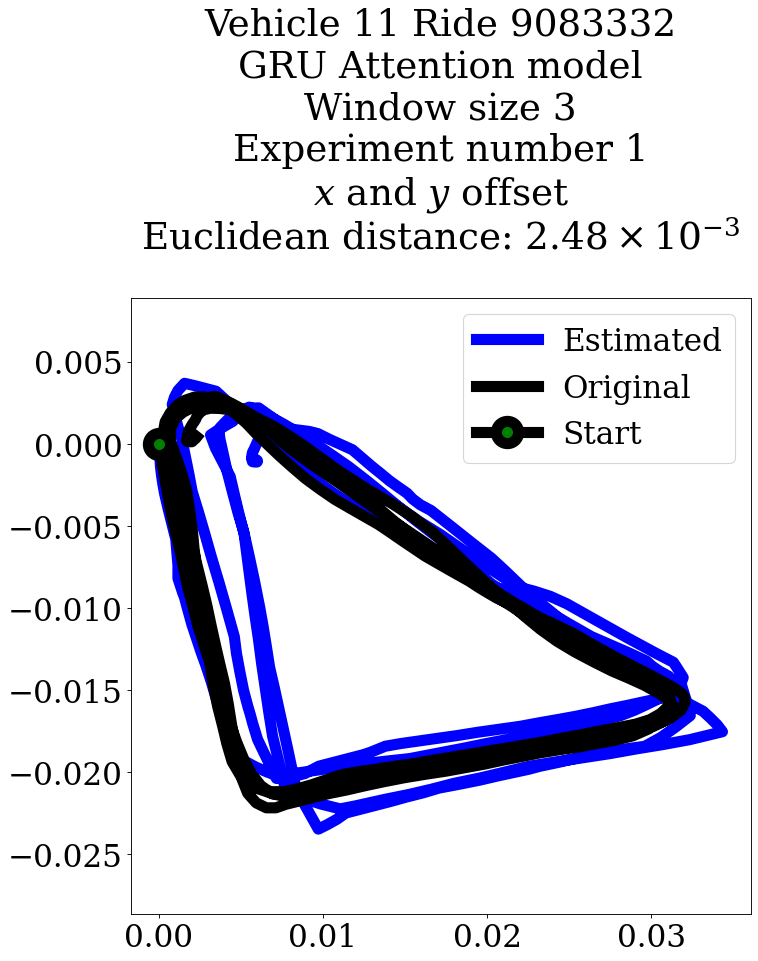 Vehicle 11 Ride 9083332
GRU Attention model
Window size 3
Experiment number 1
x and y offset
Euclidean distance: 2.48 × 10⁻³
Estimated
Original
Start
0.005
0.000
−0.005
−0.010
−0.015
−0.020
−0.025
0.00 0.01 0.02 0.03